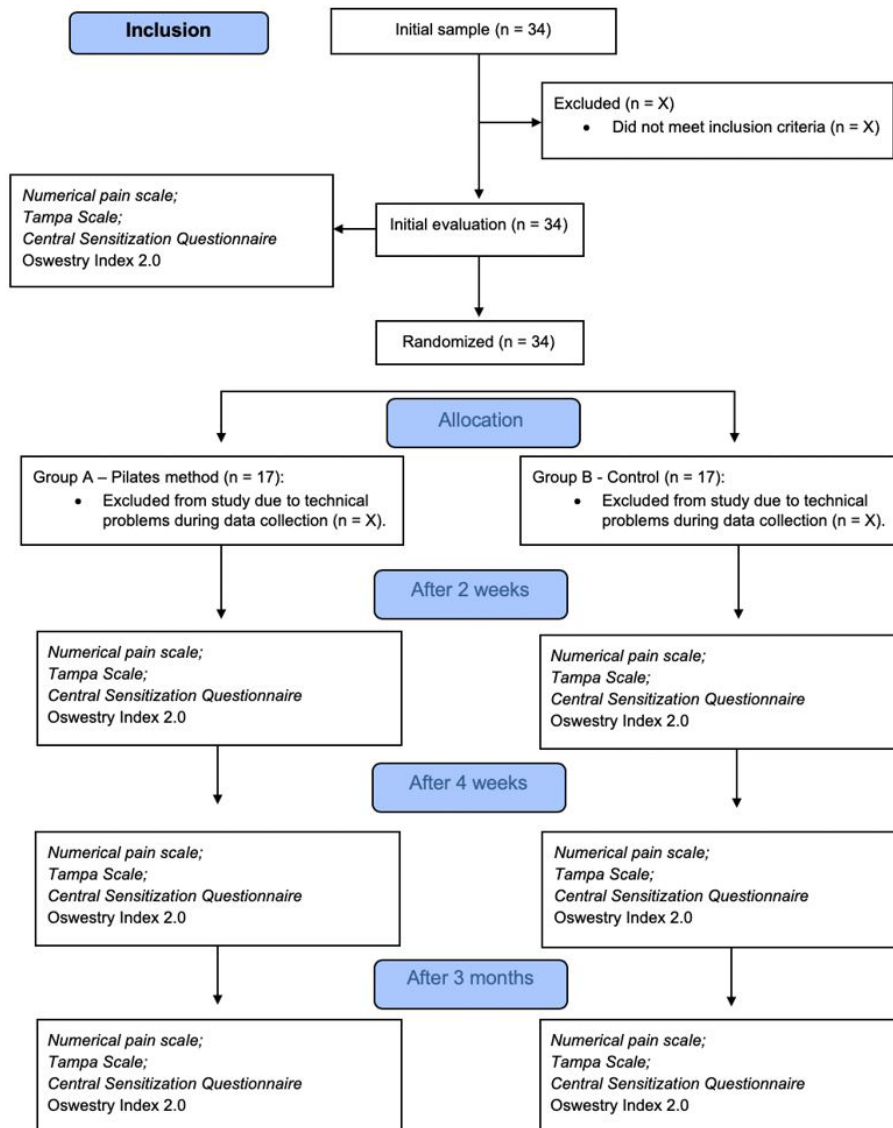 Inclusion
Initial sample (n = 34)
Excluded (n = X)
• Did not meet inclusion criteria (n = X)
Numerical pain scale;
Tampa Scale;
Central Sensitization Questionnaire
Oswestry Index 2.0
Initial evaluation (n = 34)
Randomized (n = 34)
Allocation
Group A – Pilates method (n = 17):
• Excluded from study due to technical
problems during data collection (n = X).
Group B - Control (n = 17):
• Excluded from study due to technical
problems during data collection (n = X).
After 2 weeks
Numerical pain scale;
Tampa Scale;
Central Sensitization Questionnaire
Oswestry Index 2.0
Numerical pain scale;
Tampa Scale;
Central Sensitization Questionnaire
Oswestry Index 2.0
After 4 weeks
Numerical pain scale;
Tampa Scale;
Central Sensitization Questionnaire
Oswestry Index 2.0
Numerical pain scale;
Tampa Scale;
Central Sensitization Questionnaire
Oswestry Index 2.0
After 3 months
Numerical pain scale;
Tampa Scale;
Central Sensitization Questionnaire
Oswestry Index 2.0
Numerical pain scale;
Tampa Scale;
Central Sensitization Questionnaire
Oswestry Index 2.0